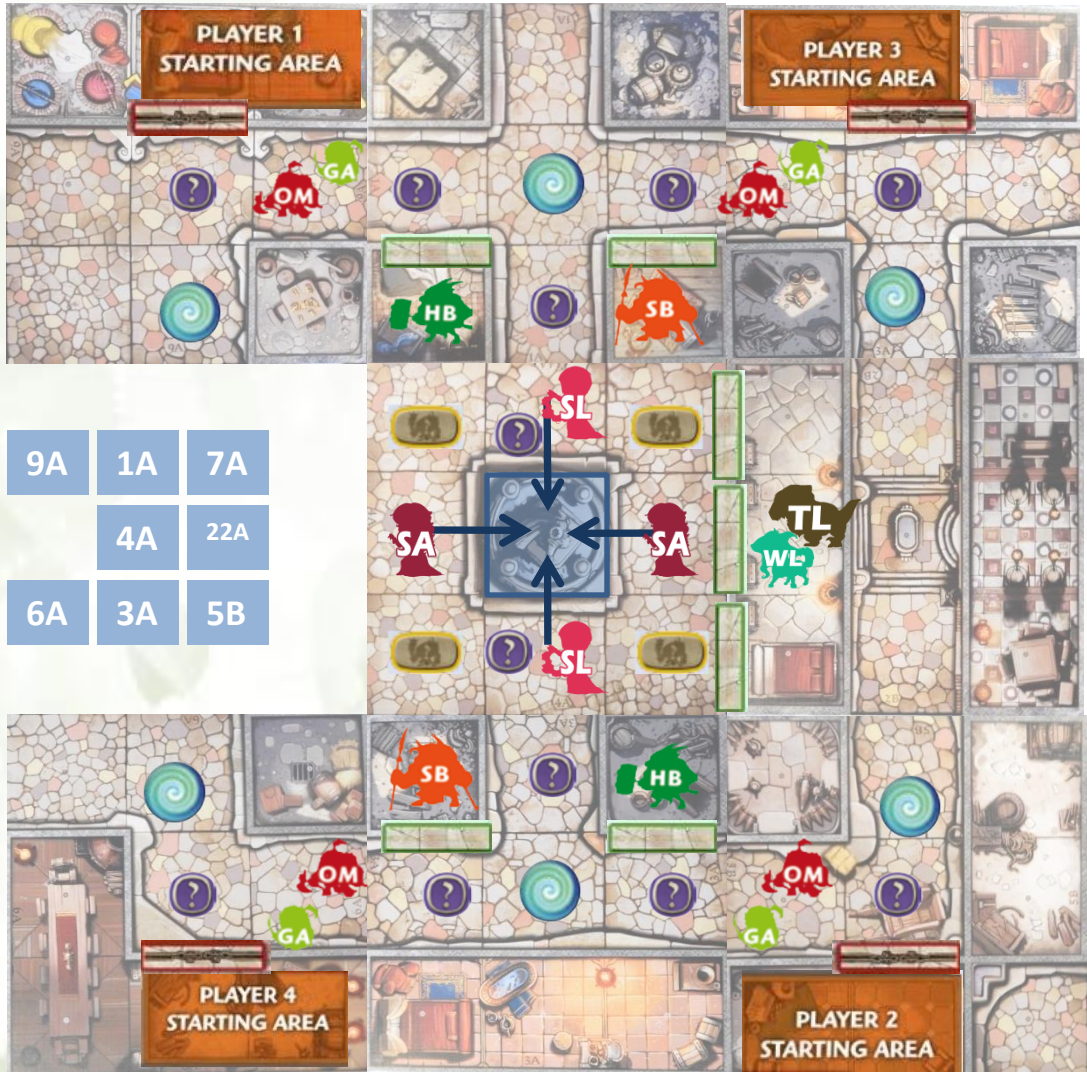 PLAYER 1
STARTING AREA
PLAYER 3
STARTING AREA
GA
OM
?
?
?
GA
OM
?
HB
?
SB
9A
SL
?
9A
1A
7A
4A
22A
6A
3A
5B
SA
SA
TL
WL
?
SL
SB
?
HB
OM
?
GA
?
?
OM
?
GA
PLAYER 4
STARTING AREA
PLAYER 2
STARTING AREA
3A